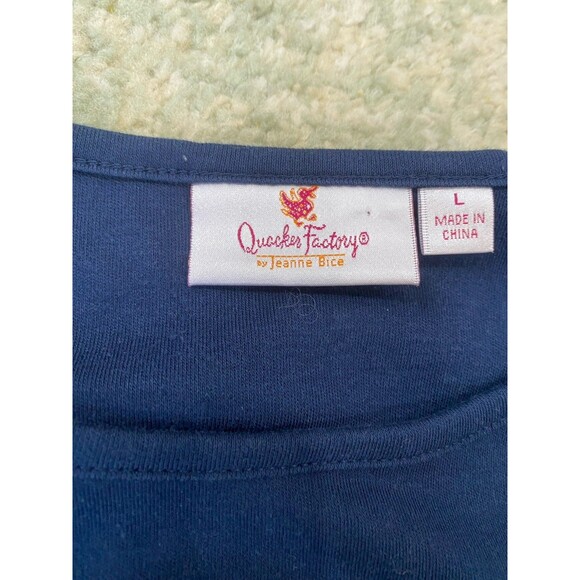 Quacker Factory®
by Jeanne Bice
L
MADE IN
CHINA